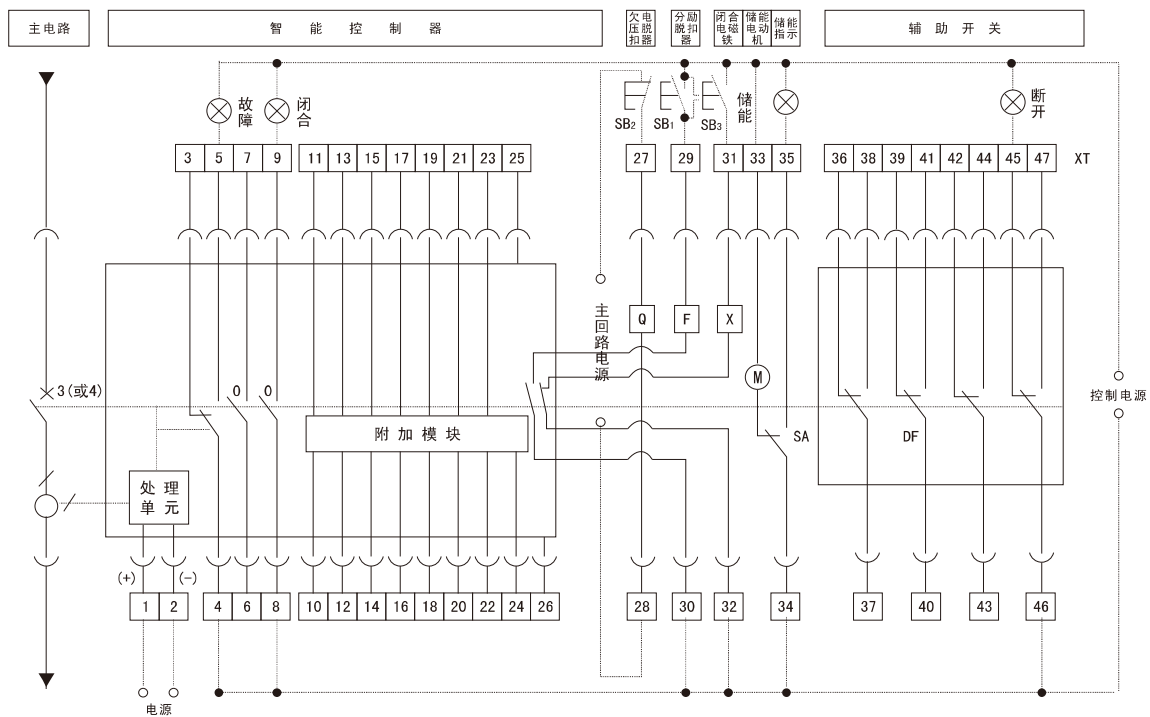 主电路
智能控制器
欠电
压脱
扣器
分励
脱扣
器
闭合
电磁
铁
储能
电动
机
储能
指示
辅助开关
故
障
闭
合
SB2
SB1
SB3
储
能
断
开
3 5 7 9
11 13 15 17 19 21 23 25
27
29
31 33 35
36 38 39 41 42 44 45 47
XT
主
回
路
电
源
Q
F
X
M
3(或4)
0
0
附加模块
SA
DF
控制电源
处理
单元
(+)
(-)
1 2
4 6 8
10 12 14 16 18 20 22 24 26
28
30
32
34
37
40
43
46
电源